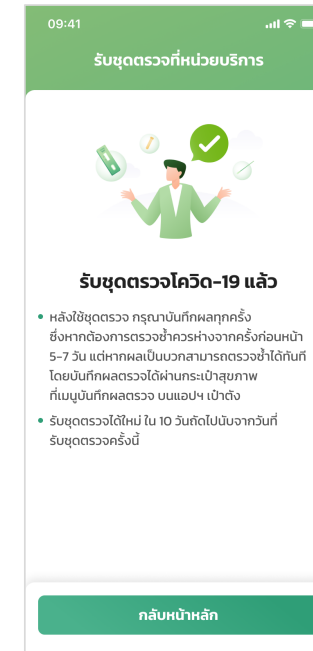 09:41
รับชุดตรวจที่หน่วยบริการ
รับชุดตรวจโควิด-19 แล้ว
• หลังใช้ชุดตรวจ กรุณาบันทึกผลทุกครั้ง
ซึ่งหากต้องการตรวจซ้ำควรห่างจากครั้งก่อนหน้า
5-7 วัน แต่หากผลเป็นบวกสามารถตรวจซ้ำได้ทันที
โดยบันทึกผลตรวจได้ผ่านกระเป๋าสุขภาพ
ที่เมนูบันทึกผลตรวจ บนแอปฯ เป๋าตัง
• รับชุดตรวจได้ใหม่ ใน 10 วันถัดไปนับจากวันที่
รับชุดตรวจครั้งนี้
กลับหน้าหลัก